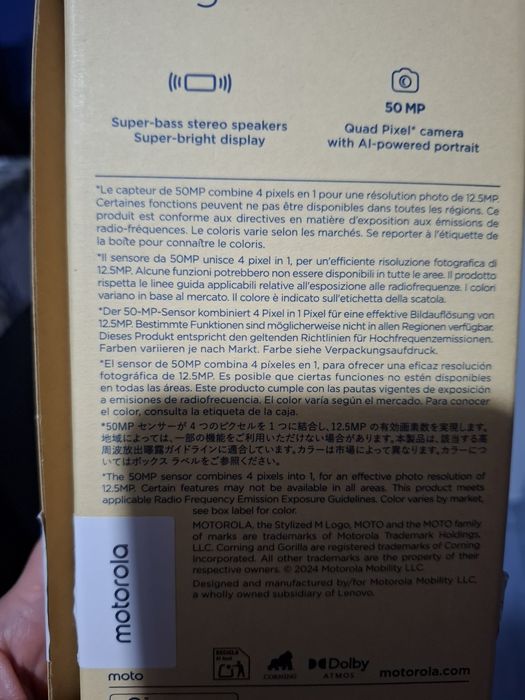 Super-bass stereo speakers
Super-bright display
50 MP
Quad Pixel* camera
with AI-powered portrait
*Le capteur de 50MP combine 4 pixels en 1 pour une résolution photo de 12.5MP.
Certaines fonctions peuvent ne pas être disponibles dans toutes les régions. Ce
produit est conforme aux directives en matière d'exposition aux émissions de
radio-fréquences. Le coloris varie selon les marchés. Se reporter à l'étiquette de
la boîte pour connaître le coloris.
*Il sensore da 50MP unisce 4 pixel in 1, per un'efficiente risoluzione fotografica di
12.5MP. Alcune funzioni potrebbero non essere disponibili in tutte le aree. Il prodotto
rispetta le linee guida applicabili relative all'esposizione alle radiofrequenze. I colori
variano in base al mercato. Il colore è indicato sull'etichetta della scatola.
*Der 50-MP-Sensor kombiniert 4 Pixel in 1 Pixel für eine effektive Bildauflösung von
12.5MP. Bestimmte Funktionen sind möglicherweise nicht in allen Regionen verfügbar.
Dieses Produkt entspricht den geltenden Richtlinien für Hochfrequenzemissionen.
Farben variieren je nach Markt. Farbe siehe Verpackungsaufdruck.
*El sensor de 50MP combina 4 píxeles en 1, para ofrecer una eficaz resolución
fotográfica de 12.5MP. Es posible que ciertas funciones no estén disponibles
en todas las áreas. Este producto cumple con las pautas vigentes de exposición
a emisiones de radiofrecuencia. El color varía según el mercado. Para conocer
el color, consulta la etiqueta de la caja.
*50MP センサーが 4 つのピクセルを 1 つに結合し、12.5MP の有効画素数を実現します。
地域によっては、一部の機能をご利用いただけない場合があります。本製品は、該当する高
周波放出曝露ガイドラインに適合しています。カラーは市場によって異なります。カラーにつ
いてはボックス ラベルをご参照ください。
*The 50MP sensor combines 4 pixels into 1, for an effective photo resolution of
12.5MP. Certain features may not be available in all areas. This product meets
applicable Radio Frequency Emission Exposure Guidelines. Color varies by market,
see box label for color.
MOTOROLA, the Stylized M Logo, MOTO and the MOTO family
of marks are trademarks of Motorola Trademark Holdings,
LLC. Corning and Gorilla are registered trademarks of Corning
Incorporated. All other trademarks are the property of their
respective owners. © 2024 Motorola Mobility LLC
Designed and manufactured by/for Motorola Mobility LLC,
a wholly owned subsidiary of Lenovo.
motorola
moto
CORNING
Dolby
ATMOS
motorola.com